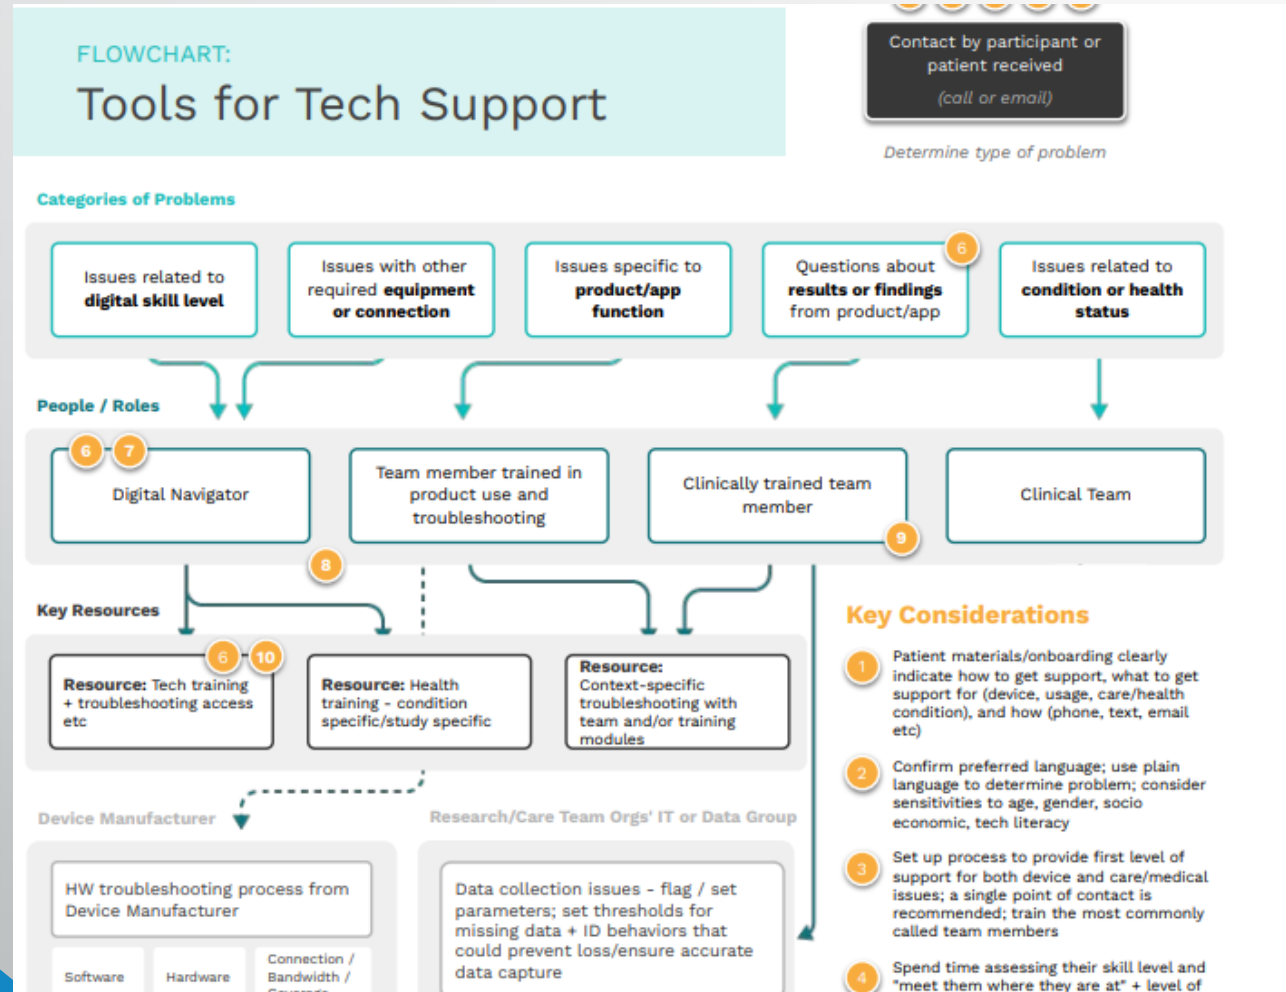 FLOWCHART:
Tools for Tech Support
Contact by participant or
patient received
(call or email)
Determine type of problem
Categories of Problems
Issues related to
digital skill level
Issues with other
required equipment
or connection
Issues specific to
product/app
function
6
Questions about
results or findings
from product/app
Issues related to
condition or health
status
People / Roles
6
7
Digital Navigator
Team member trained in
product use and
troubleshooting
Clinically trained team
member
9
Clinical Team
8
Key Resources
6
10
Resource: Tech training
+ troubleshooting access
etc
Resource: Health
training - condition
specific/study specific
Resource:
Context-specific
troubleshooting with
team and/or training
modules
Device Manufacturer
HW troubleshooting process from
Device Manufacturer
Software
Hardware
Connection /
Bandwidth /
Research/Care Team Orgs' IT or Data Group
Data collection issues - flag / set
parameters; set thresholds for
missing data + ID behaviors that
could prevent loss/ensure accurate
data capture
Key Considerations
1
Patient materials/onboarding clearly
indicate how to get support, what to get
support for (device, usage, care/health
condition), and how (phone, text, email
etc)
2
Confirm preferred language; use plain
language to determine problem; consider
sensitivities to age, gender, socio
economic, tech literacy
3
Set up process to provide first level of
support for both device and care/medical
issues; a single point of contact is
recommended; train the most commonly
called team members
4
Spend time assessing their skill level and
"meet them where they are at" + level of